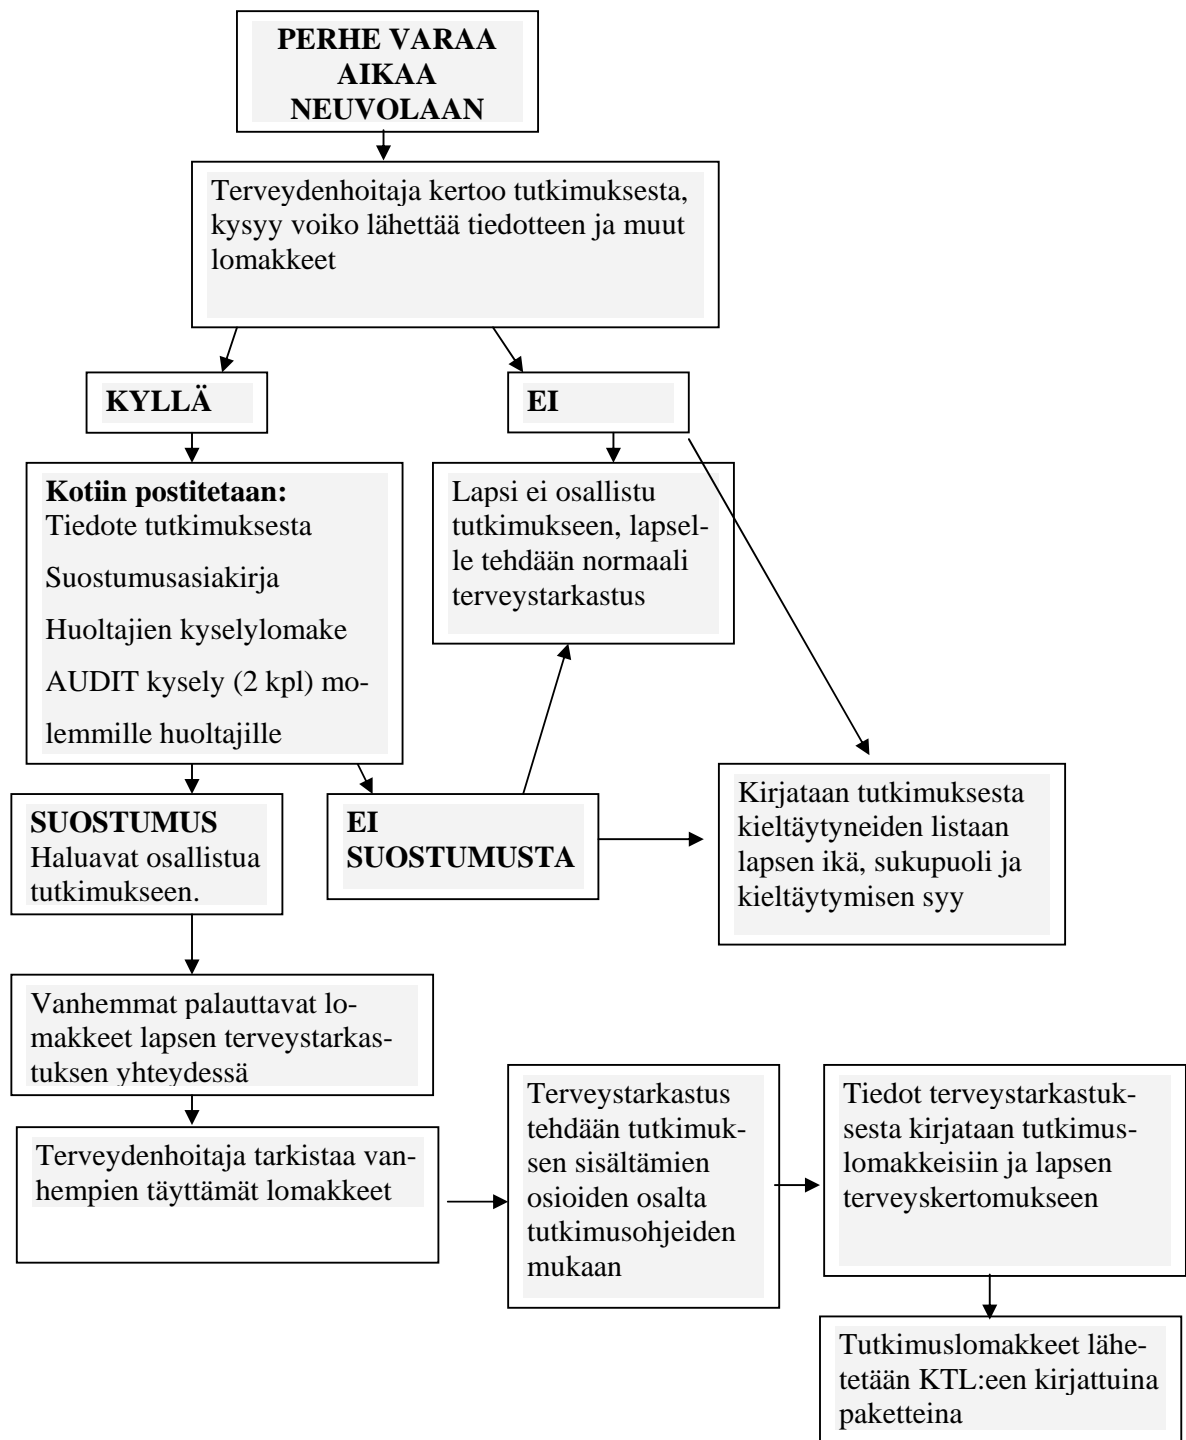 PERHE VARAA
AIKAA
NEUVOLAAN
Terveydenhoitaja kertoo tutkimuksesta,
kysyy voiko lähettää tiedotteen ja muut
lomakkeet
KYLLÄ
EI
Kotiin postitetaan:
Tiedote tutkimuksesta
Suostumusasiakirja
Huoltajien kyselylomake
AUDIT kysely (2 kpl) mo-
lemmille huoltajille
Lapsi ei osallistu
tutkimukseen, lapsel-
le tehdään normaali
terveystarkastus
SUOSTUMUS
Haluavat osallistua
tutkimukseen.
EI
SUOSTUMUSTA
Kirjataan tutkimuksesta
kieltäytyneiden listaan
lapsen ikä, sukupuoli ja
kieltäytymisen syy
Vanhemmat palauttavat lo-
makkeet lapsen terveystarkas-
tuksen yhteydessä
Terveydenhoitaja tarkistaa van-
hempien täyttämät lomakkeet
Terveystarkastus
tehdään tutkimuk-
sen sisältämien
osioiden osalta
tutkimusohjeiden
mukaan
Tiedot terveystarkastuk-
sesta kirjataan tutkimus-
lomakkeisiin ja lapsen
terveyskertomukseen
Tutkimuslomakkeet lähe-
tetään KTL:een kirjattuina
paketteina